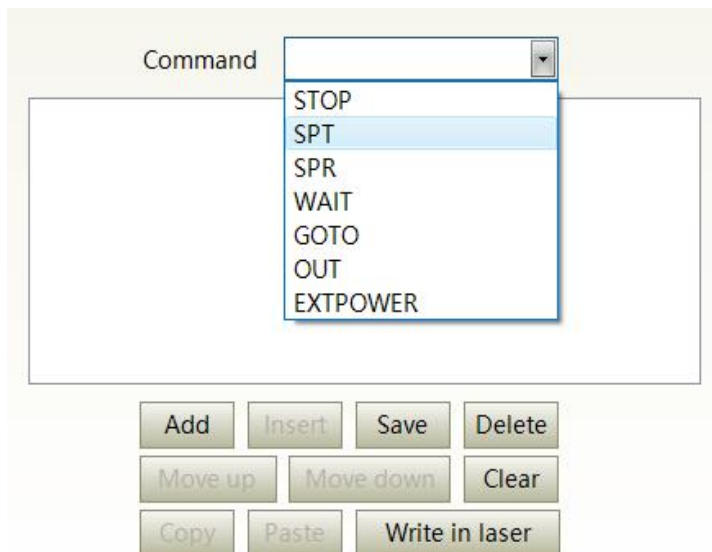 Command
STOP
SPT
SPR
WAIT
GOTO
OUT
EXTPOWER
Add Insert Save Delete
Move up Move down Clear
Copy Paste Write in laser